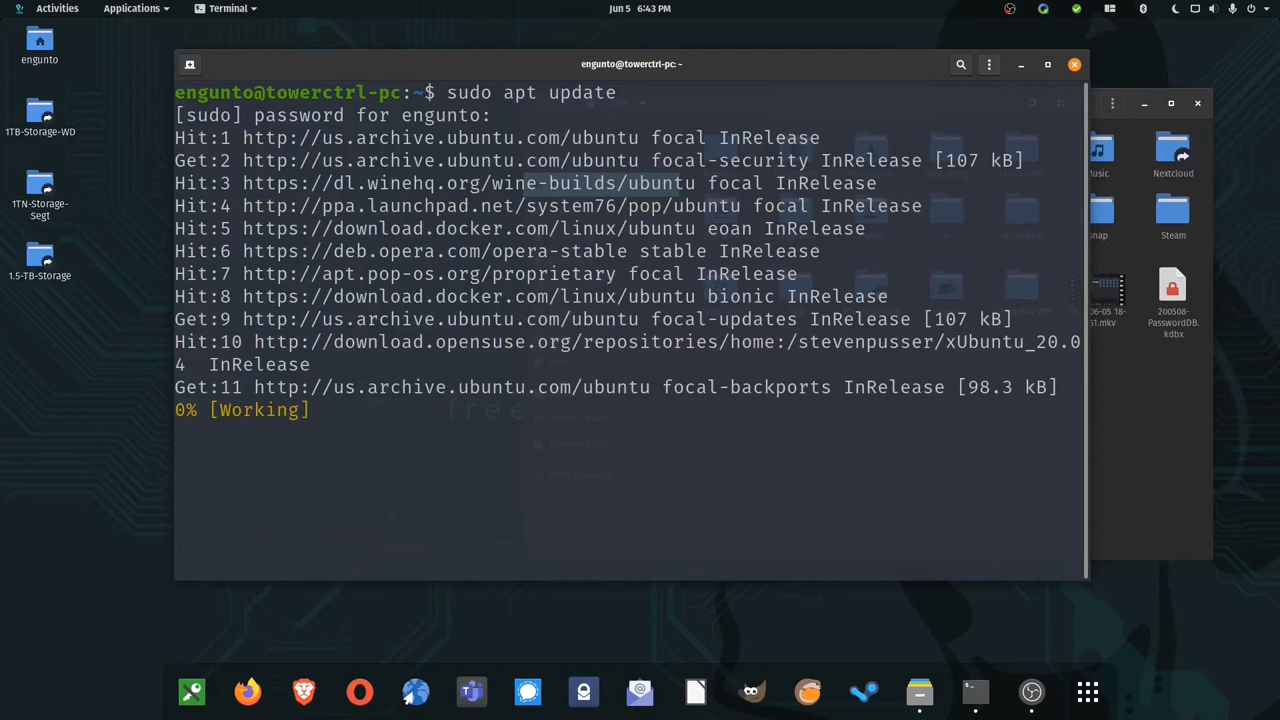 Activities Applications Terminal Jun 5 6:43 PM
engunto
1TB-Storage-WD
1TN-Storage-
Segt
1.5-TB-Storage
engunto@towerctrl-pc: ~
engunto@towerctrl-pc:~$ sudo apt update
[sudo] password for engunto:
Hit:1 http://us.archive.ubuntu.com/ubuntu focal InRelease
Get:2 http://us.archive.ubuntu.com/ubuntu focal-security InRelease [107 kB]
Hit:3 https://dl.winehq.org/wine-builds/ubuntu focal InRelease
Hit:4 http://ppa.launchpad.net/system76/pop/ubuntu focal InRelease
Hit:5 https://download.docker.com/linux/ubuntu eoan InRelease
Hit:6 https://deb.opera.com/opera-stable stable InRelease
Hit:7 http://apt.pop-os.org/proprietary focal InRelease
Hit:8 https://download.docker.com/linux/ubuntu bionic InRelease
Get:9 http://us.archive.ubuntu.com/ubuntu focal-updates InRelease [107 kB]
Hit:10 http://download.opensuse.org/repositories/home:/stevenpusser/xUbuntu_20.0
4  InRelease
Get:11 http://us.archive.ubuntu.com/ubuntu focal-backports InRelease [98.3 kB]
0% [Working]
free
Music
Nextcloud
snap
Steam
200508-
PasswordDB.
kdbx